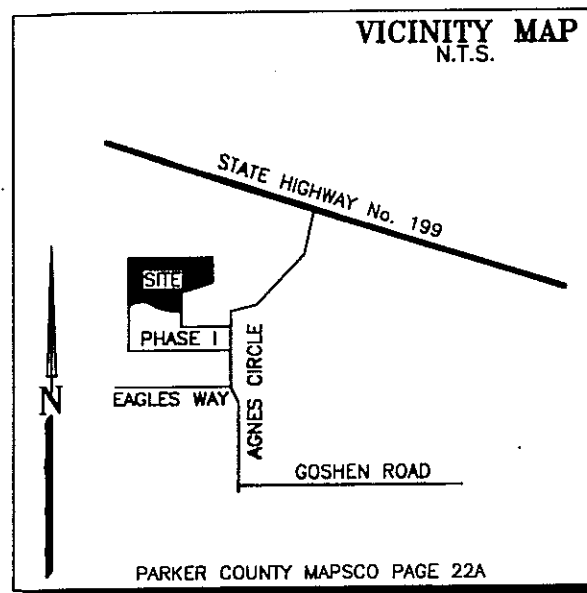 VICINITY MAP
N.T.S.
STATE HIGHWAY No. 199
SITE
PHASE I
EAGLES WAY
AGNES CIRCLE
N
GOSHEN ROAD
PARKER COUNTY MAPSCO PAGE 22A